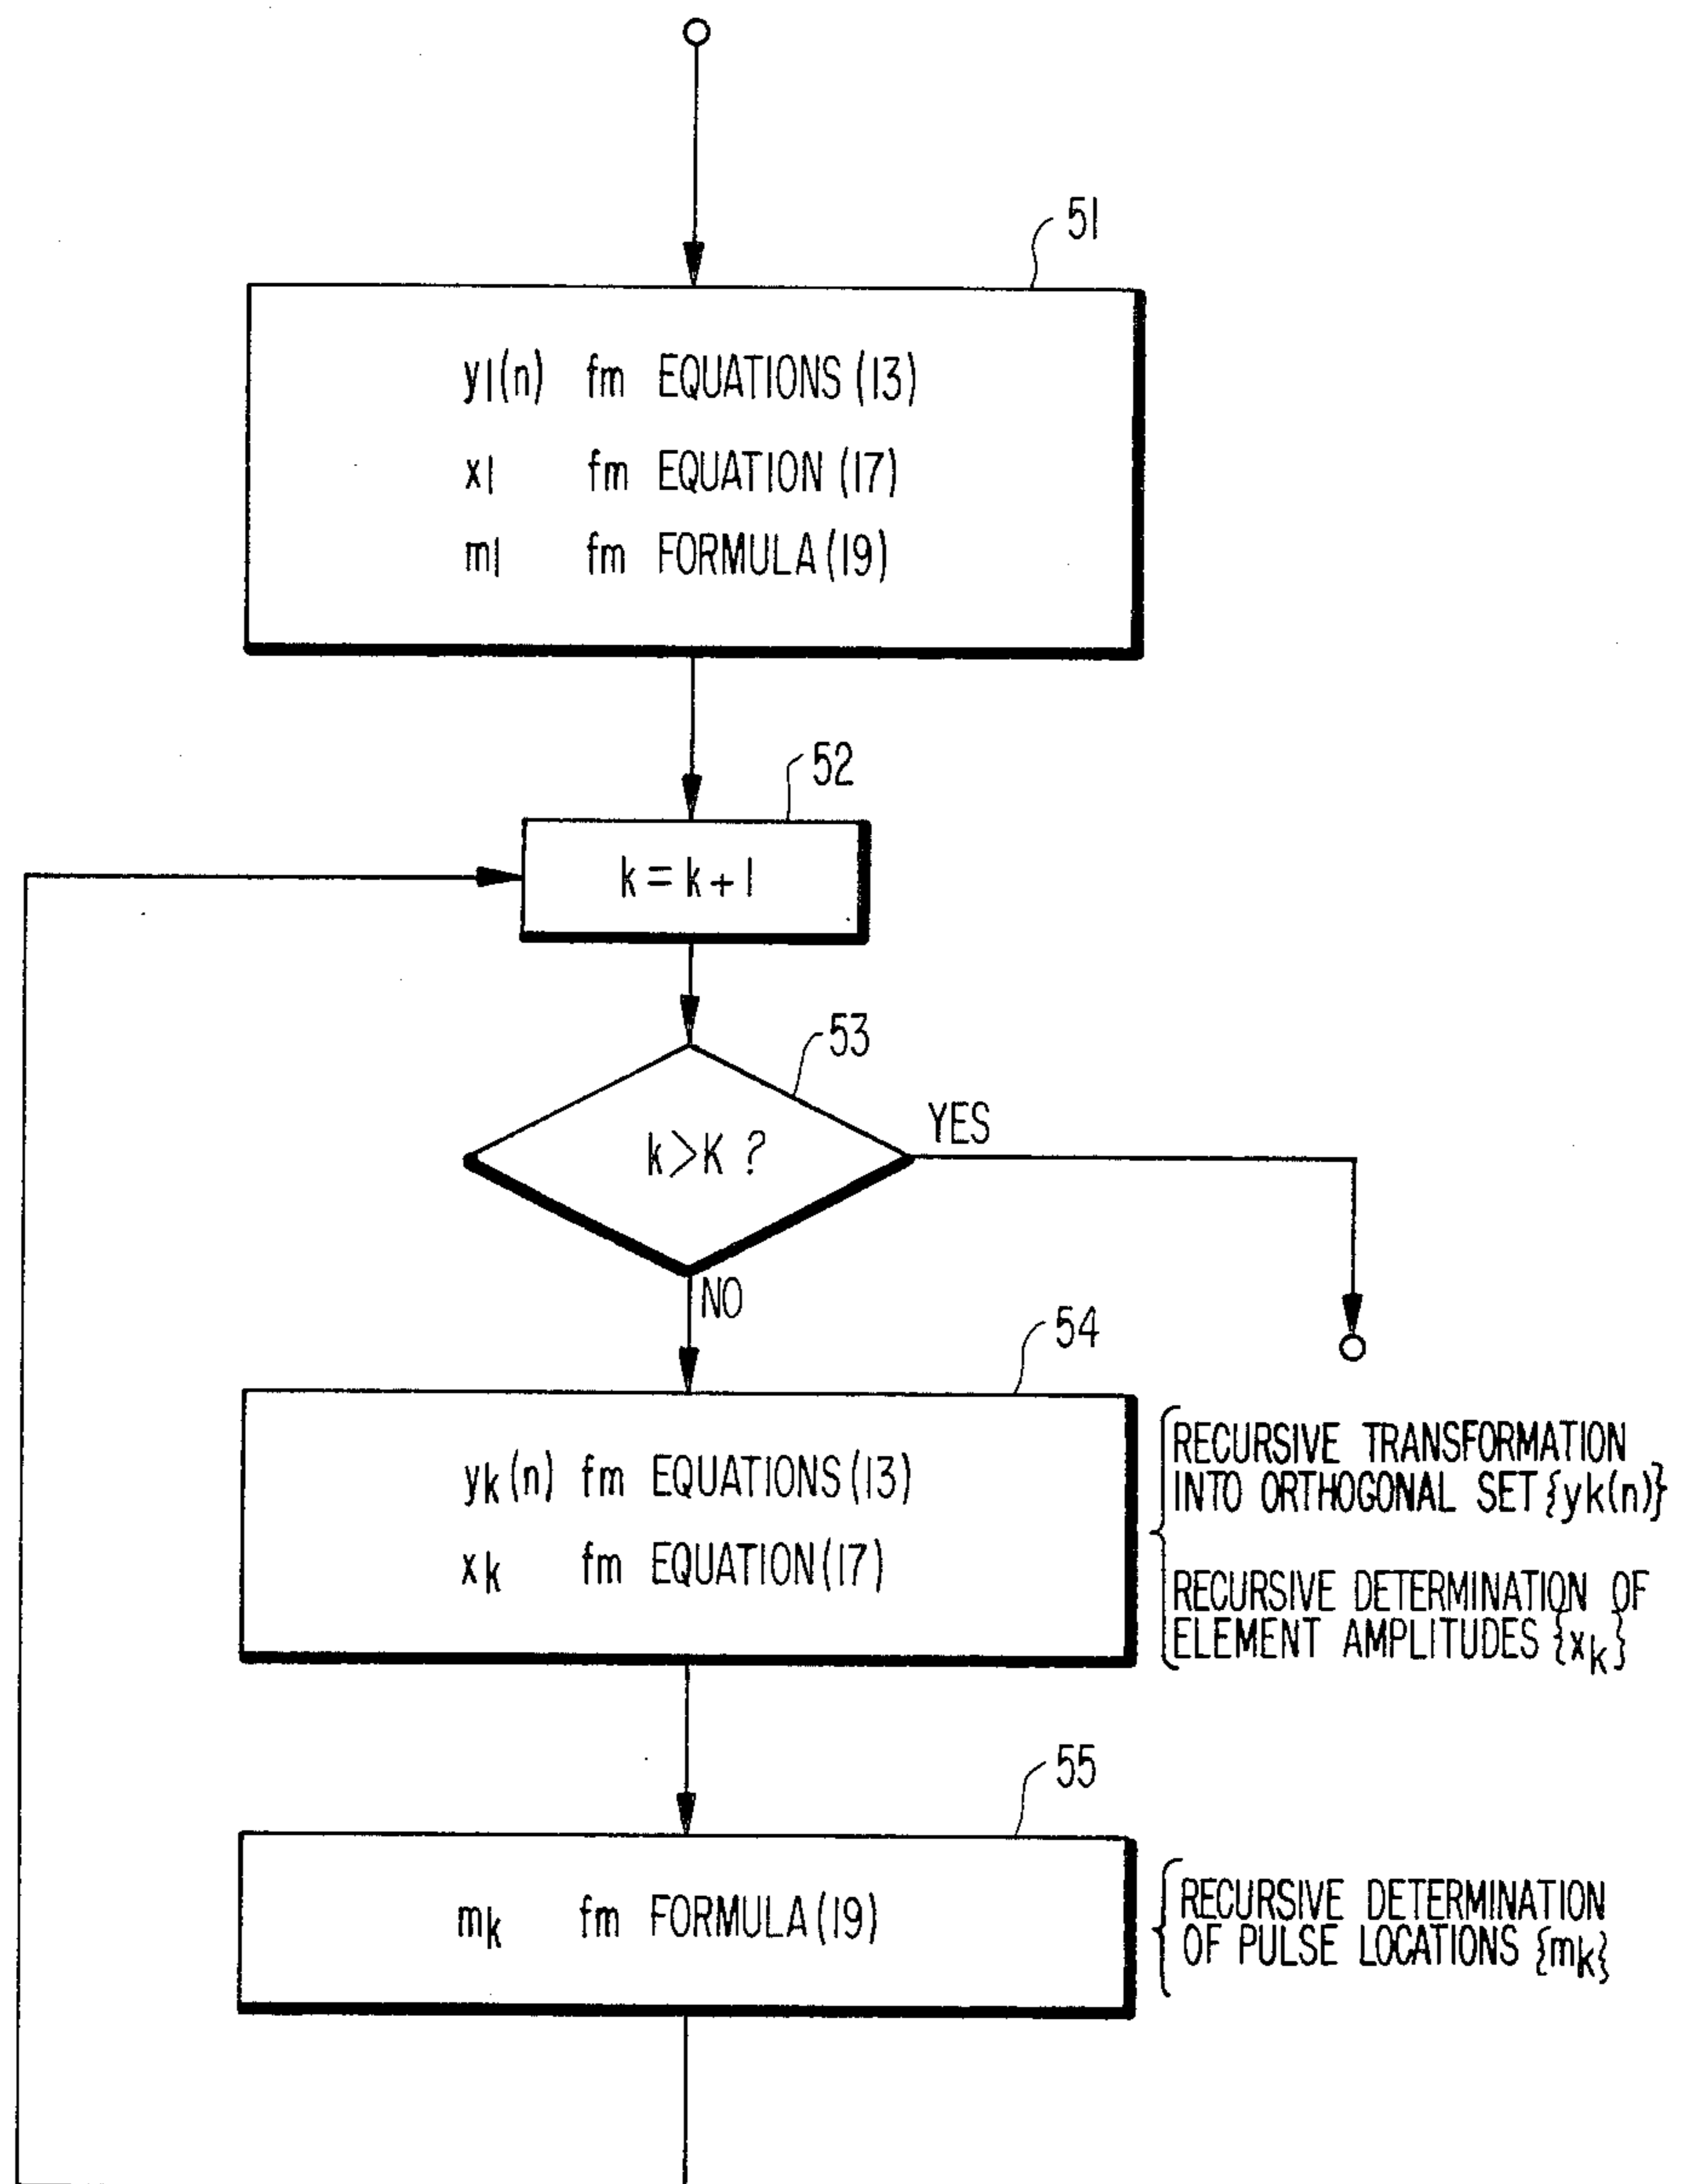 51
y1(n) fm EQUATIONS (13)
x1 fm EQUATION (17)
m1 fm FORMULA (19)
52
k = k + 1
53
k > K ?
YES
NO
54
yk(n) fm EQUATIONS (13)
xk fm EQUATION (17)
RECURSIVE TRANSFORMATION
INTO ORTHOGONAL SET {yk(n)}
RECURSIVE DETERMINATION OF
ELEMENT AMPLITUDES {xk}
55
mk fm FORMULA (19)
RECURSIVE DETERMINATION
OF PULSE LOCATIONS {mk}